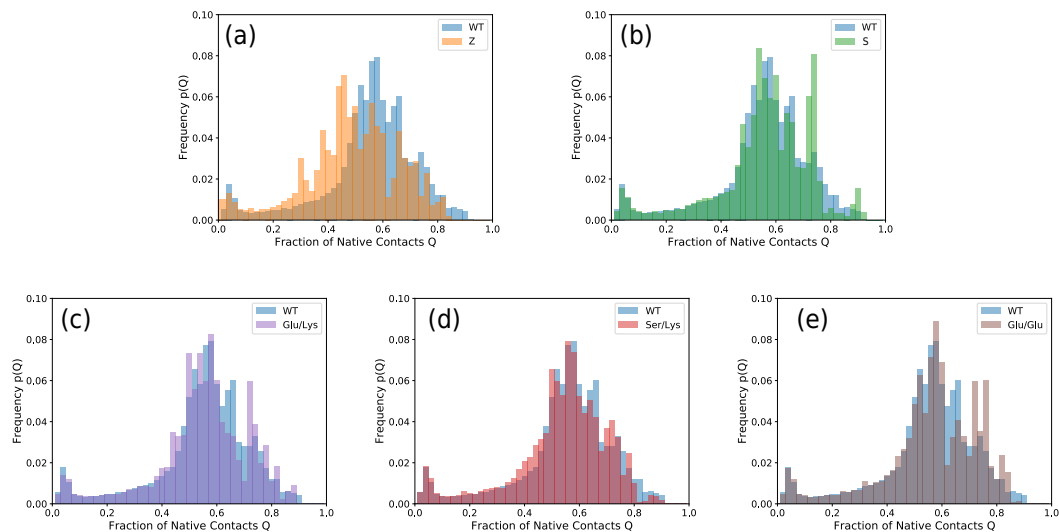 (a)
WT
Z
0.10
0.08
0.06
0.04
0.02
0.00
Frequency p(Q)
0.0 0.2 0.4 0.6 0.8 1.0
Fraction of Native Contacts Q
(b)
WT
S
0.10
0.08
0.06
0.04
0.02
0.00
Frequency p(Q)
0.0 0.2 0.4 0.6 0.8 1.0
Fraction of Native Contacts Q
(c)
WT
Glu/Lys
0.10
0.08
0.06
0.04
0.02
0.00
Frequency p(Q)
0.0 0.2 0.4 0.6 0.8 1.0
Fraction of Native Contacts Q
(d)
WT
Ser/Lys
0.10
0.08
0.06
0.04
0.02
0.00
Frequency p(Q)
0.0 0.2 0.4 0.6 0.8 1.0
Fraction of Native Contacts Q
(e)
WT
Glu/Glu
0.10
0.08
0.06
0.04
0.02
0.00
Frequency p(Q)
0.0 0.2 0.4 0.6 0.8 1.0
Fraction of Native Contacts Q